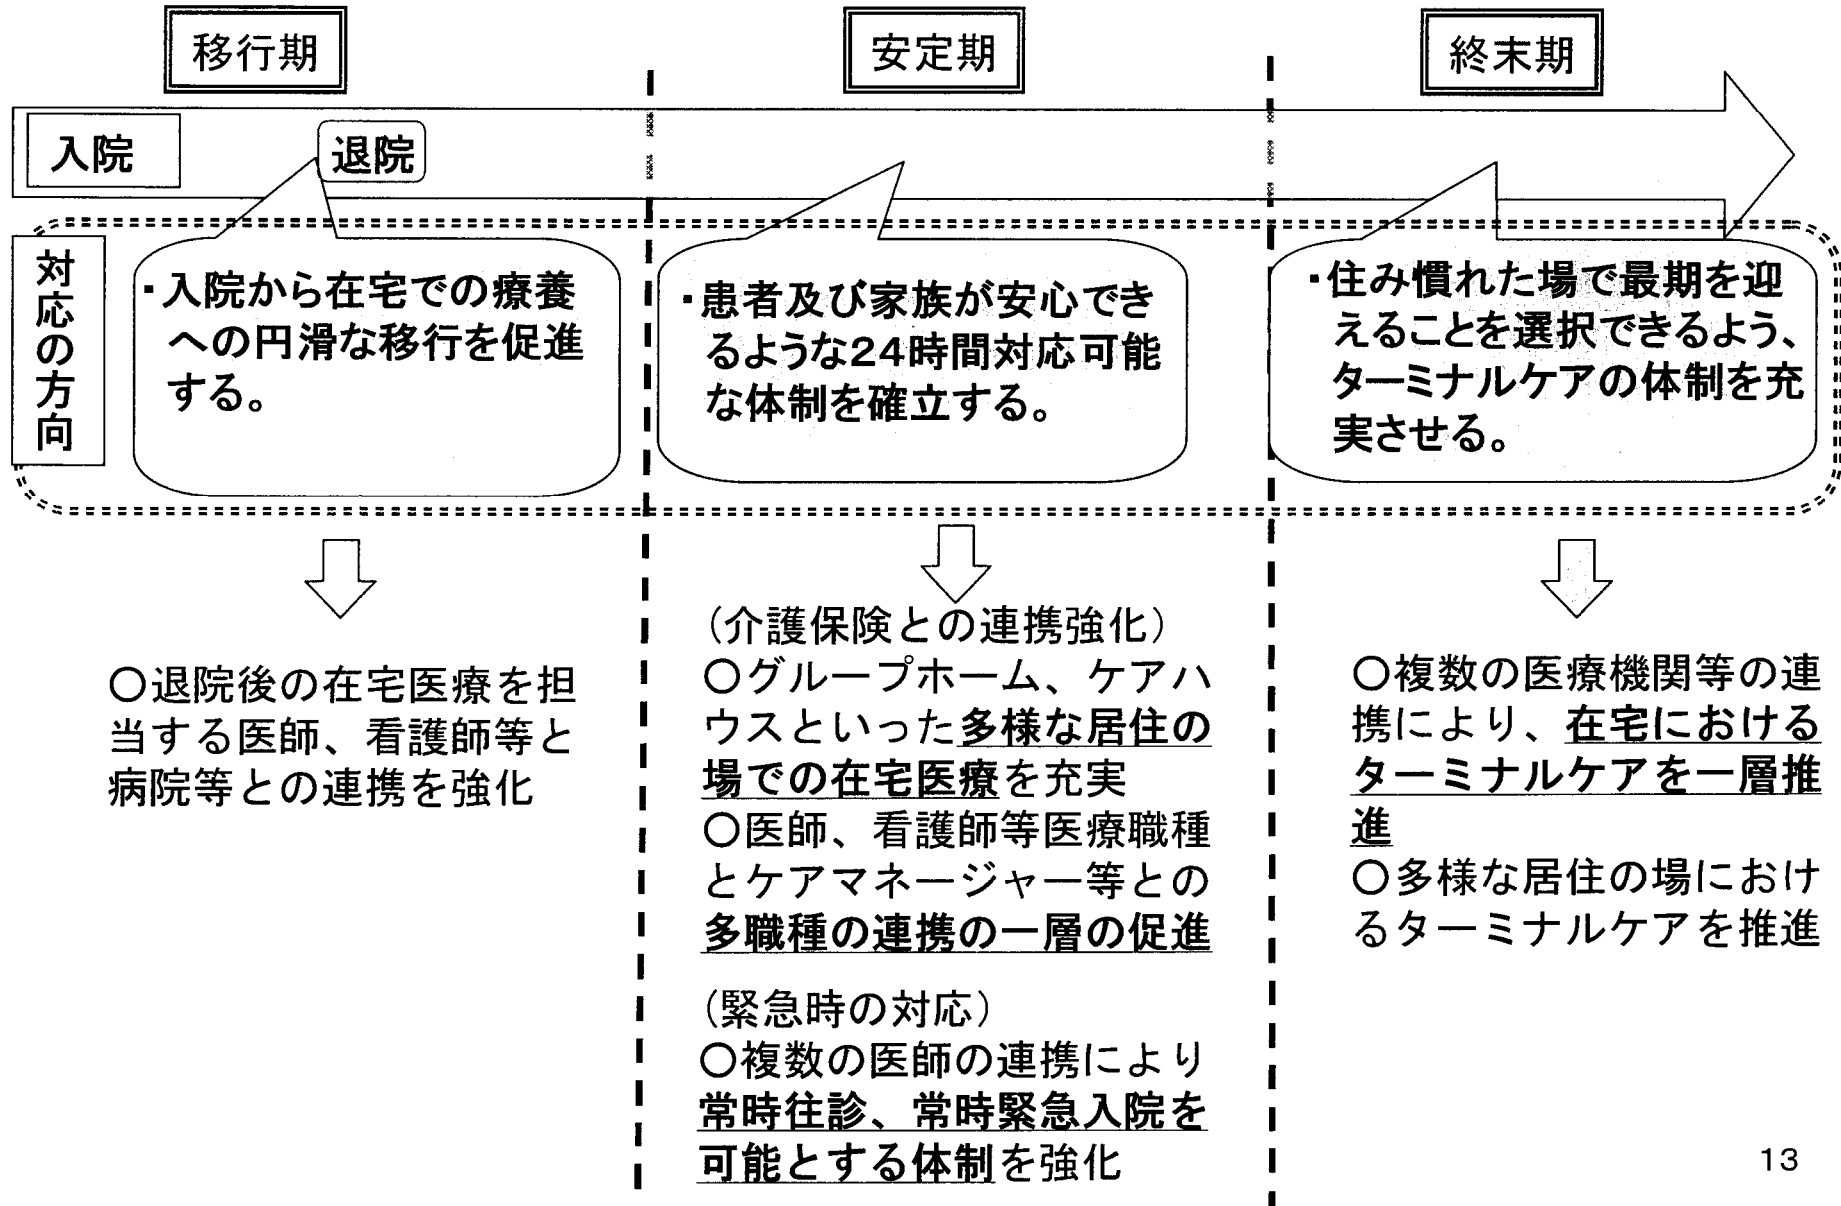 移行期
安定期
終末期
入院
退院
対応の方向
・入院から在宅での療養
への円滑な移行を促進
する。
・患者及び家族が安心でき
るような24時間対応可能
な体制を確立する。
・住み慣れた場で最期を迎
えることを選択できるよう、
ターミナルケアの体制を充
実させる。
○退院後の在宅医療を担
当する医師、看護師等と
病院等との連携を強化
（介護保険との連携強化）
○グループホーム、ケアハ
ウスといった多様な居住の
場での在宅医療を充実
○医師、看護師等医療職種
とケアマネージャー等との
多職種の連携の一層の促進
（緊急時の対応）
○複数の医師の連携により
常時往診、常時緊急入院を
可能とする体制を強化
○複数の医療機関等の連
携により、在宅における
ターミナルケアを一層推
進
○多様な居住の場におけ
るターミナルケアを推進
13